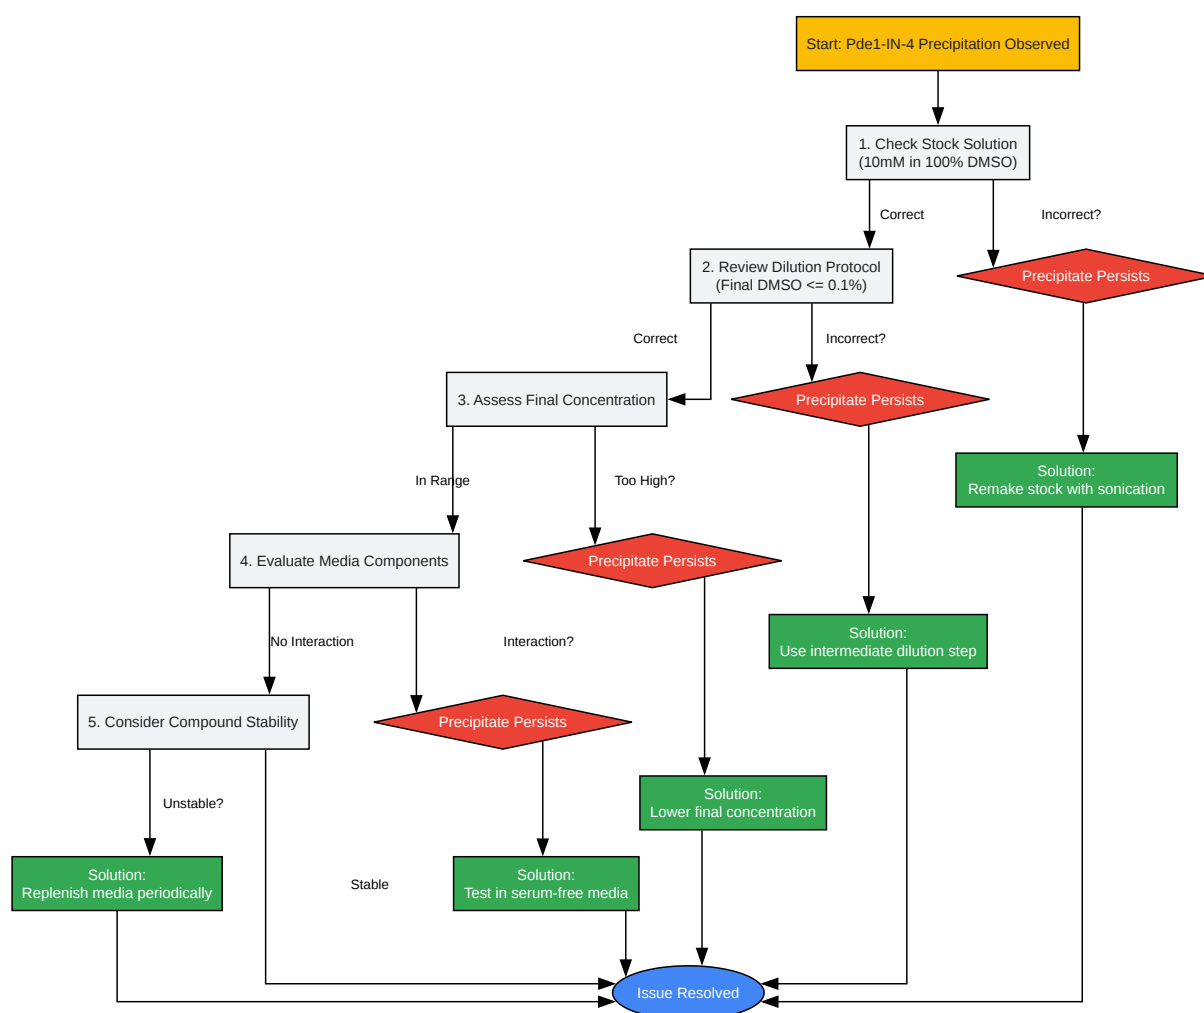 Start: Pde1-IN-4 Precipitation Observed
1. Check Stock Solution
(10mM in 100% DMSO)
Correct
Incorrect?
2. Review Dilution Protocol
(Final DMSO <= 0.1%)
Precipitate Persists
Correct
Incorrect?
3. Assess Final Concentration
Precipitate Persists
Solution:
Remake stock with sonication
In Range
Too High?
4. Evaluate Media Components
Precipitate Persists
Solution:
Use intermediate dilution step
No Interaction
Interaction?
5. Consider Compound Stability
Precipitate Persists
Solution:
Lower final concentration
Unstable?
Solution:
Replenish media periodically
Stable
Solution:
Test in serum-free media
Issue Resolved